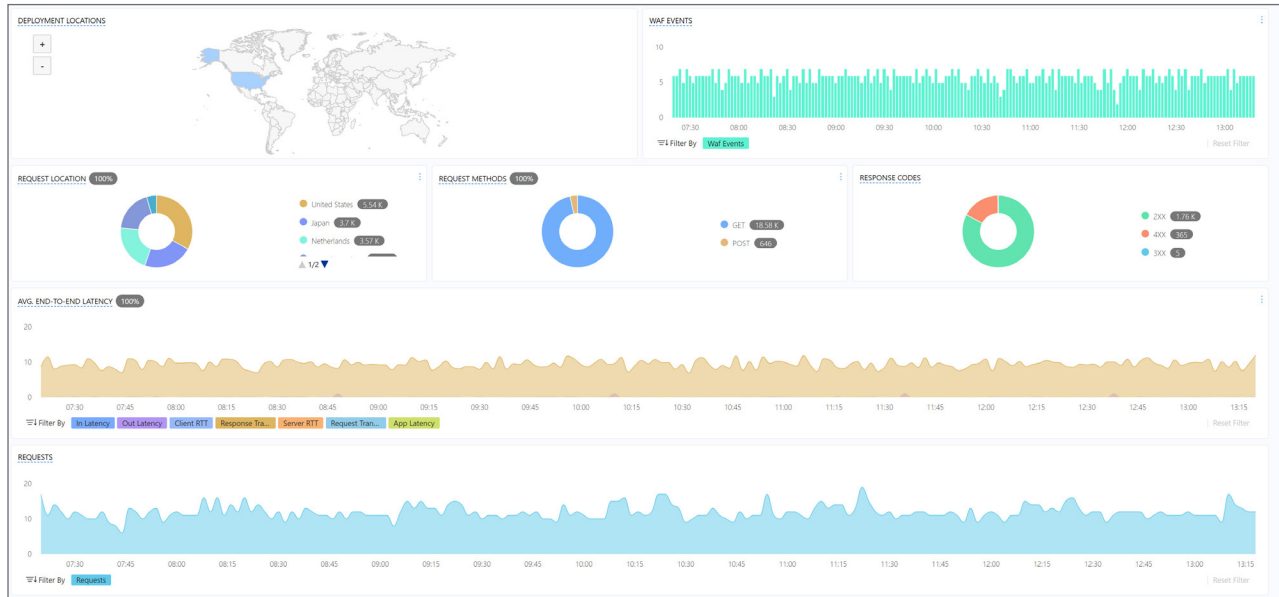 DEPLOYMENT LOCATIONS
+
-
WAF EVENTS
10
5
0
07:30 08:00 08:30 09:00 09:30 10:00 10:30 11:00 11:30 12:00 12:30 13:00
Filter By Waf Events Reset Filter
REQUEST LOCATION 100%
United States 5.54 K
Japan 3.7 K
Netherlands 3.57 K
1/2
REQUEST METHODS 100%
GET 18.58 K
POST 646
RESPONSE CODES
2XX 1.76 K
4XX 365
3XX 5
AVG. END-TO-END LATENCY 100%
20
10
0
07:30 07:45 08:00 08:15 08:30 08:45 09:00 09:15 09:30 09:45 10:00 10:15 10:30 10:45 11:00 11:15 11:30 11:45 12:00 12:15 12:30 12:45 13:00 13:15
Filter By In Latency Out Latency Client RTT Response Tra... Server RTT Request Tran... App Latency Reset Filter
REQUESTS
20
10
0
07:30 07:45 08:00 08:15 08:30 08:45 09:00 09:15 09:30 09:45 10:00 10:15 10:30 10:45 11:00 11:15 11:30 11:45 12:00 12:15 12:30 12:45 13:00 13:15
Filter By Requests Reset Filter